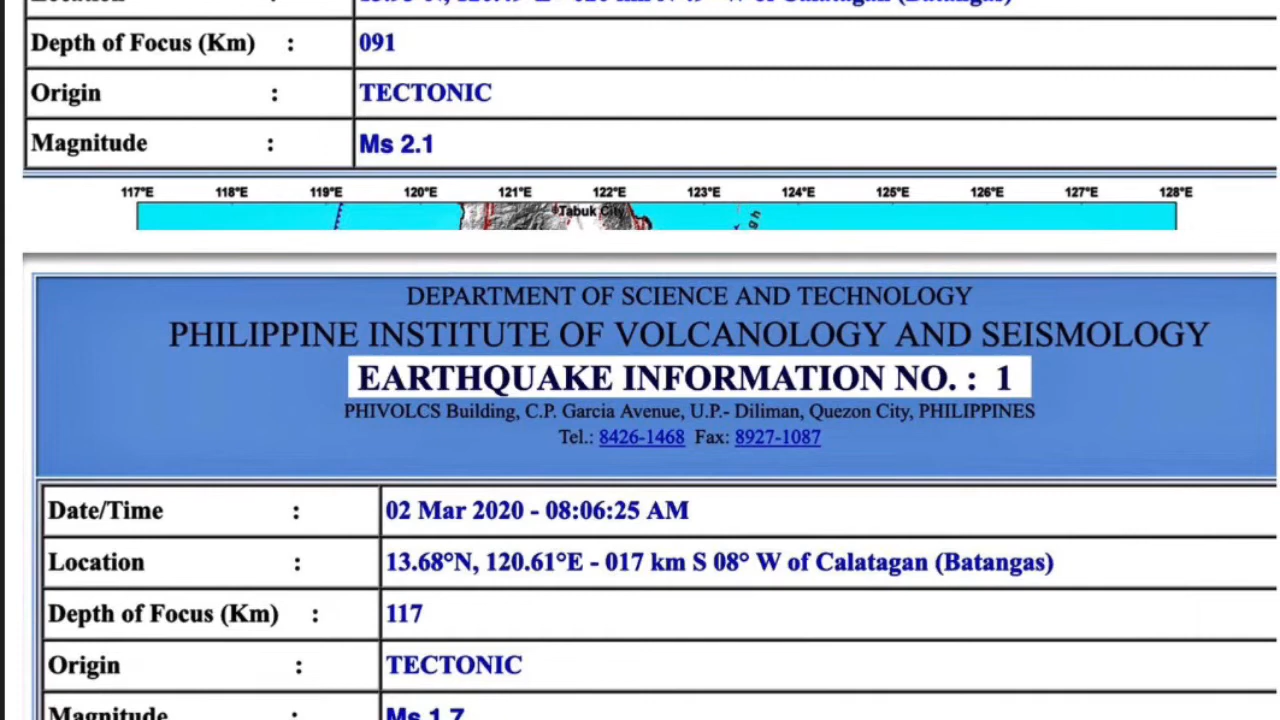 Depth of Focus (Km) : 091
Origin : TECTONIC
Magnitude : Ms 2.1
117°E 118°E 119°E 120°E 121°E 122°E 123°E 124°E 125°E 126°E 127°E 128°E
Tabuk City
DEPARTMENT OF SCIENCE AND TECHNOLOGY
PHILIPPINE INSTITUTE OF VOLCANOLOGY AND SEISMOLOGY
EARTHQUAKE INFORMATION NO. : 1
PHIVOLCS Building, C.P. Garcia Avenue, U.P.- Diliman, Quezon City, PHILIPPINES
Tel.: 8426-1468 Fax: 8927-1087
Date/Time : 02 Mar 2020 - 08:06:25 AM
Location : 13.68°N, 120.61°E - 017 km S 08° W of Calatagan (Batangas)
Depth of Focus (Km) : 117
Origin : TECTONIC
Magnitude : Ms 1.7